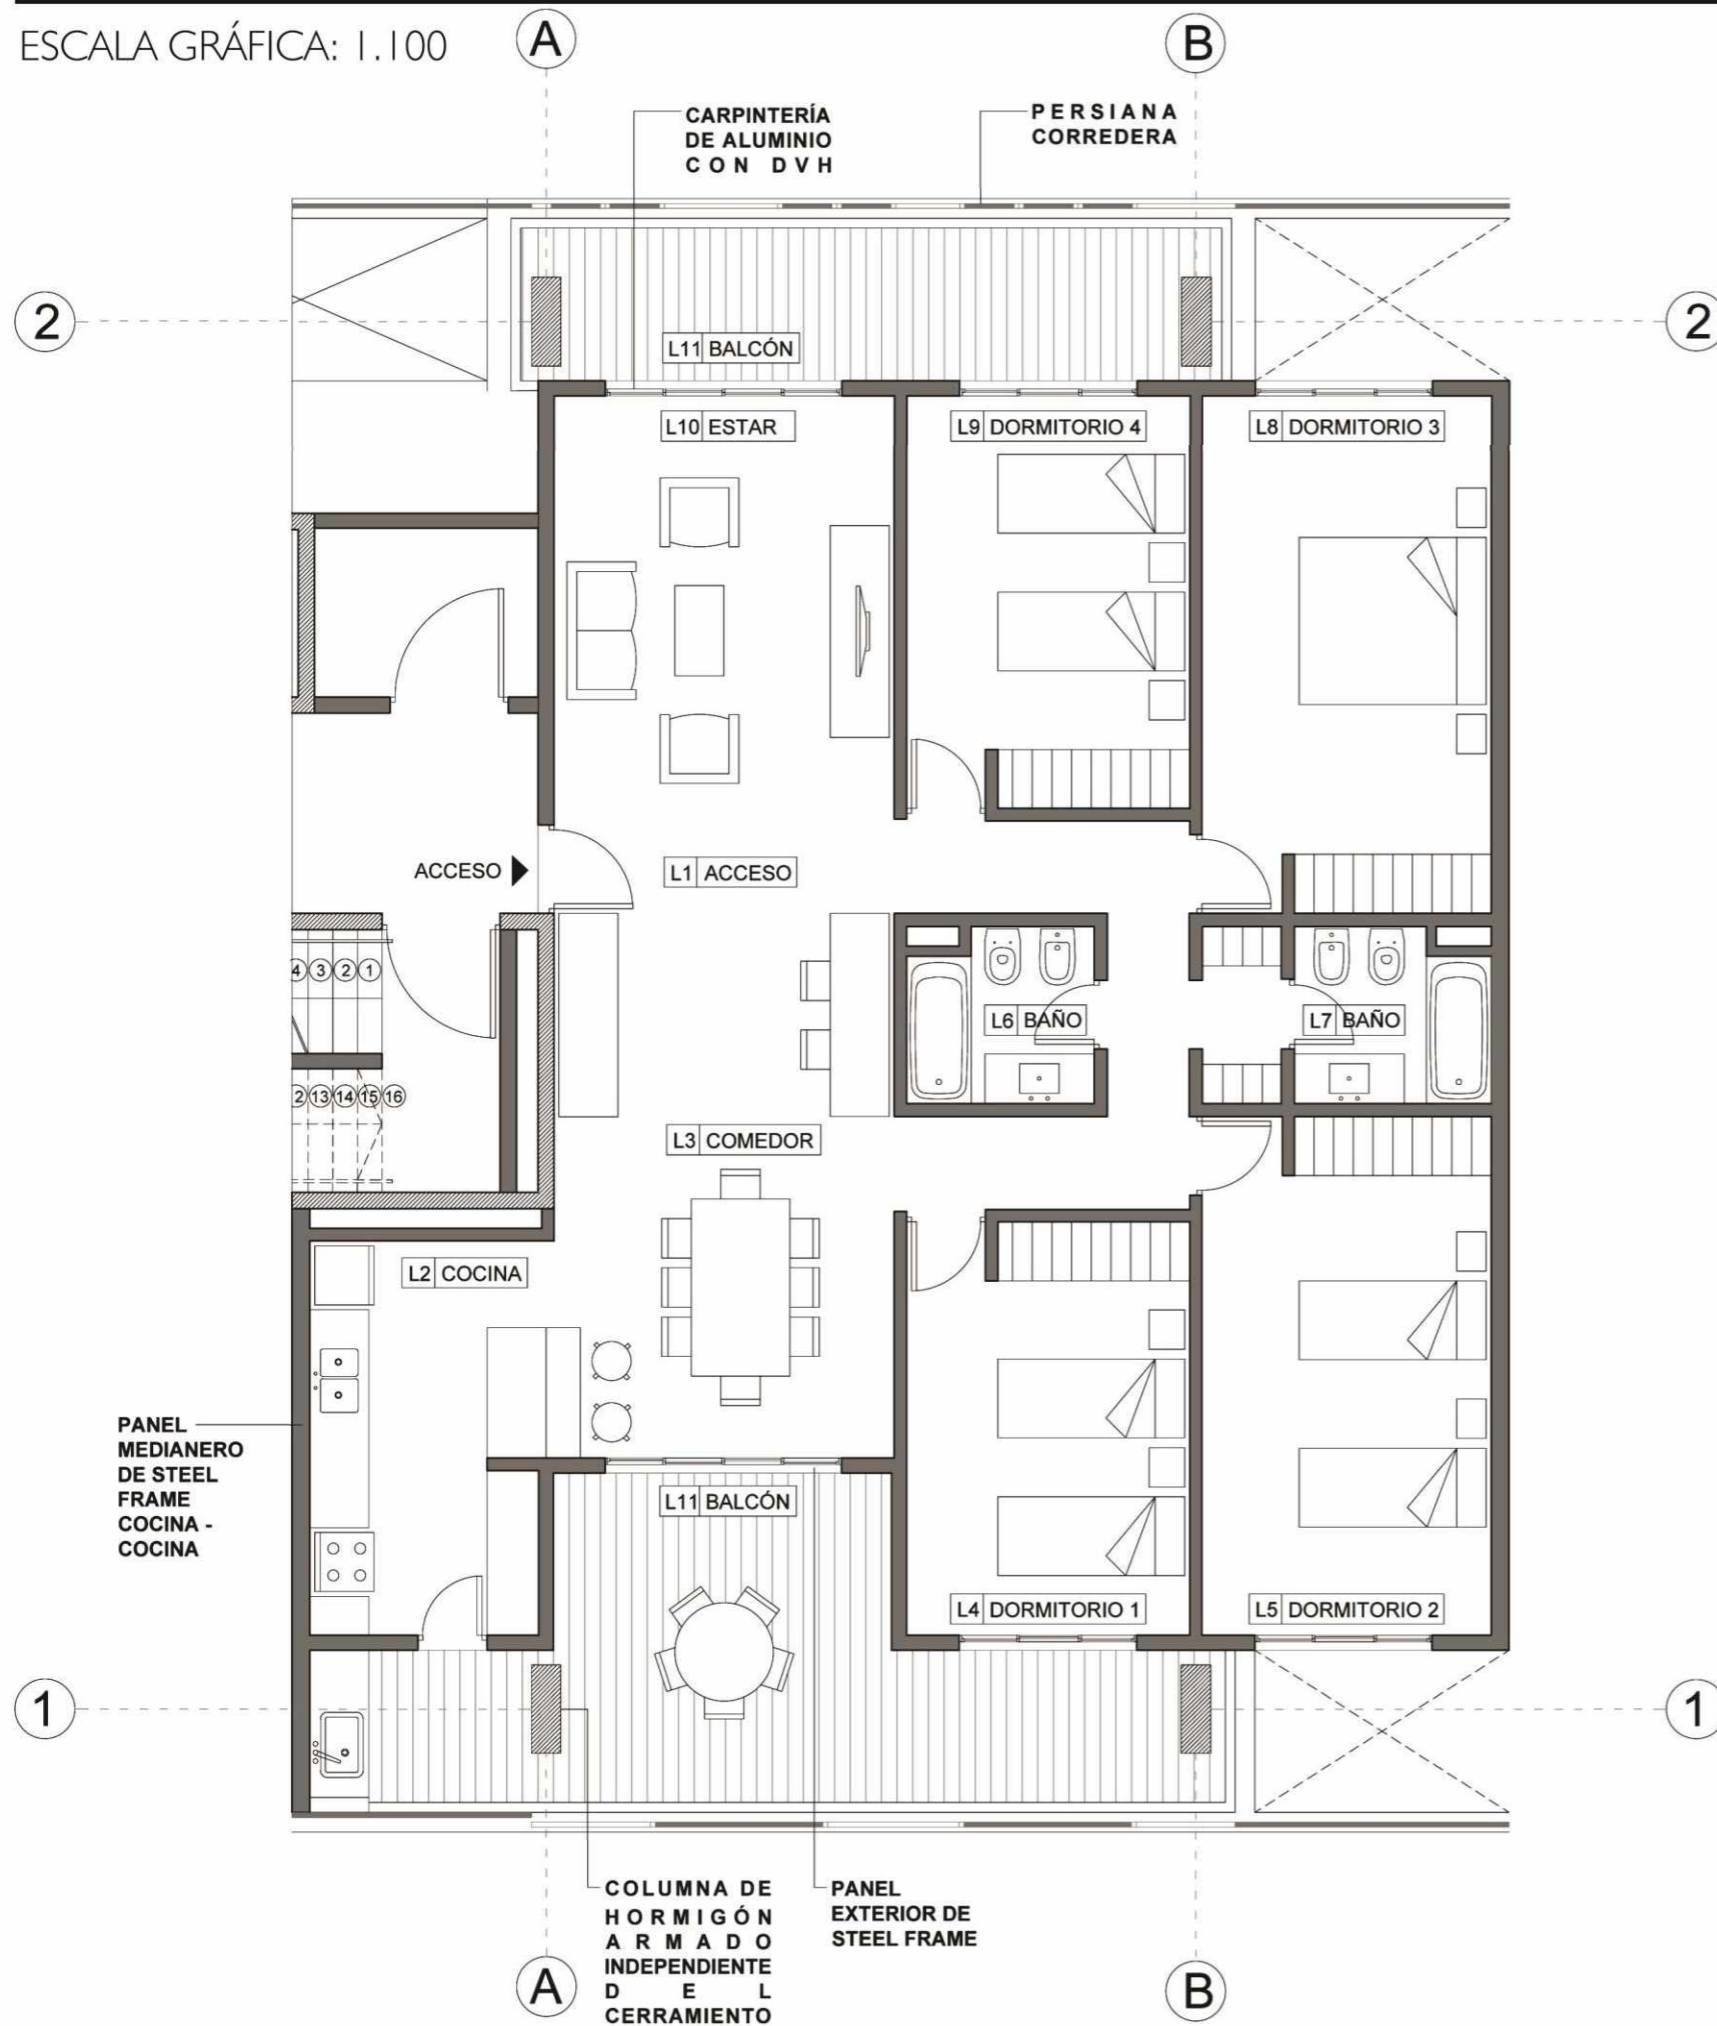 ESCALA GRÁFICA: 1.100
A
B
CARPINTERÍA
DE ALUMINIO
CON DVH
PERSIANA
CORREDERA
2
2
L11 BALCÓN
L10 ESTAR
L9 DORMITORIO 4
L8 DORMITORIO 3
ACCESO
L1 ACCESO
4 3 2 1
L6 BAÑO
L7 BAÑO
2 13 14 15 16
L3 COMEDOR
L2 COCINA
PANEL
MEDIANERO
DE STEEL
FRAME
COCINA -
COCINA
L11 BALCÓN
L4 DORMITORIO 1
L5 DORMITORIO 2
1
1
COLUMNA DE
HORMIGÓN
ARMADO
INDEPENDIENTE
DEL
CERRAMIENTO
PANEL
EXTERIOR DE
STEEL FRAME
A
B